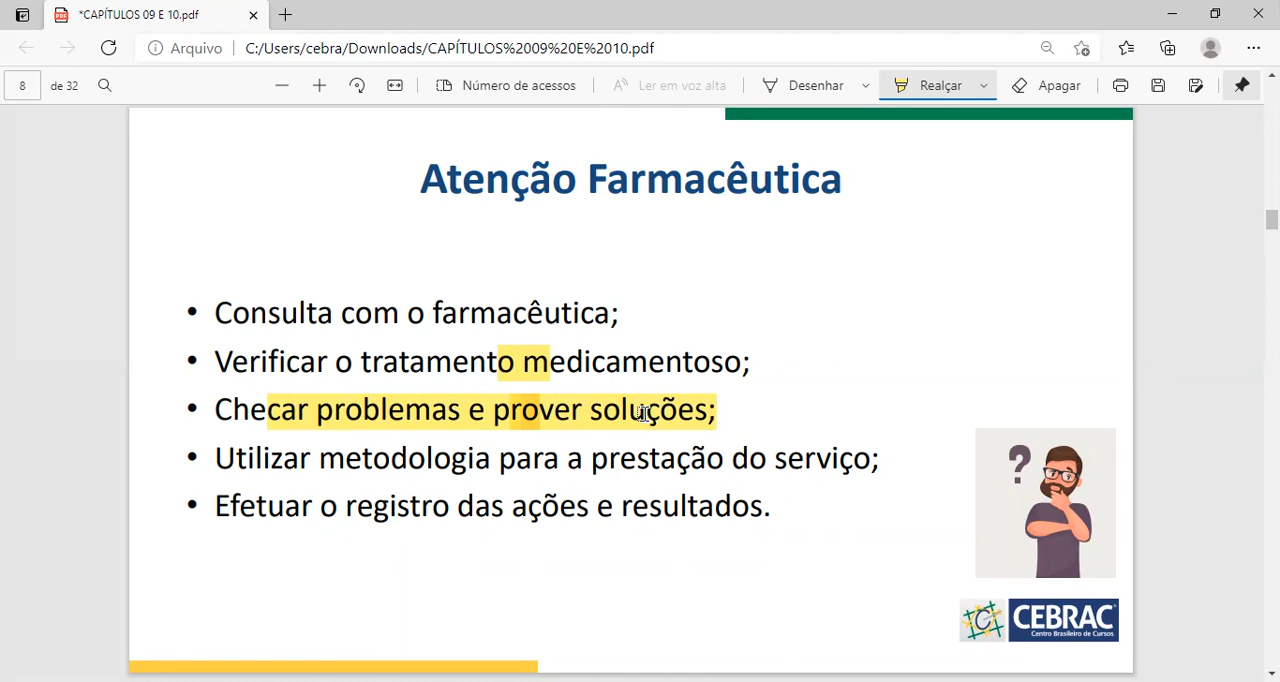 *CAPÍTULOS 09 E 10.pdf
Arquivo C:/Users/cebra/Downloads/CAPÍTULOS%2009%20E%2010.pdf
8 de 32 Número de acessos Ler em voz alta Desenhar Realçar Apagar
Atenção Farmacêutica
• Consulta com o farmacêutica;
• Verificar o tratamento medicamentoso;
• Checar problemas e prover soluções;
• Utilizar metodologia para a prestação do serviço;
• Efetuar o registro das ações e resultados.
?
CEBRAC
Centro Brasileiro de Cursos